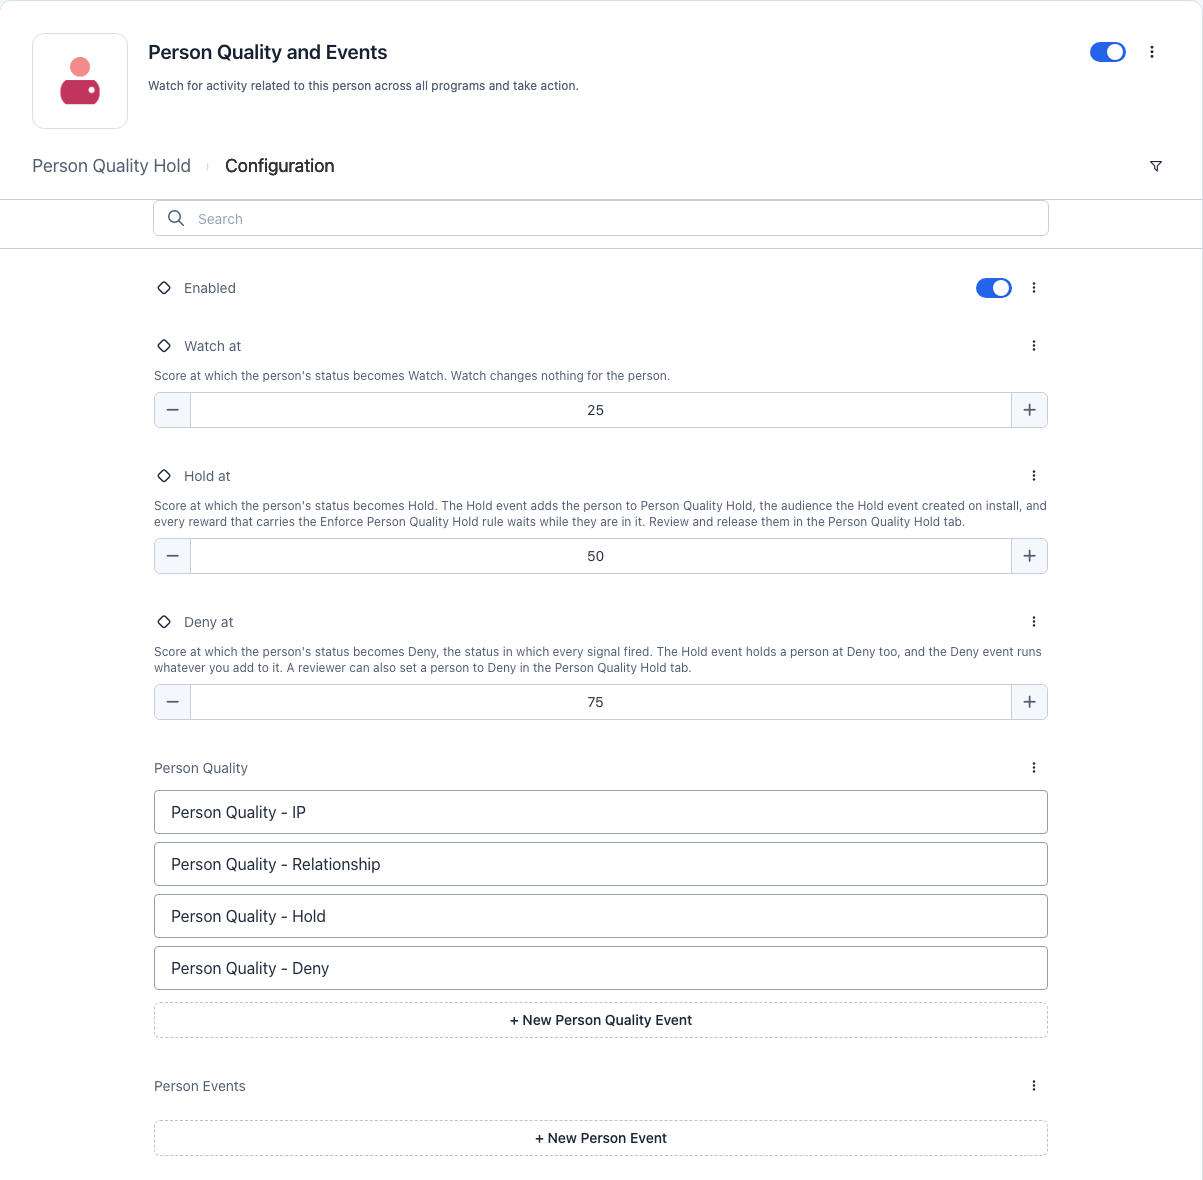 Person Quality and Events
Watch for activity related to this person across all programs and take action.
Person Quality Hold
Configuration
Search
Enabled
Watch at
Score at which the person's status becomes Watch. Watch changes nothing for the person.
25
Hold at
Score at which the person's status becomes Hold. The Hold event adds the person to Person Quality Hold, the audience the Hold event created on install, and
every reward that carries the Enforce Person Quality Hold rule waits while they are in it. Review and release them in the Person Quality Hold tab.
50
Deny at
Score at which the person's status becomes Deny, the status in which every signal fired. The Hold event holds a person at Deny too, and the Deny event runs
whatever you add to it. A reviewer can also set a person to Deny in the Person Quality Hold tab.
75
Person Quality
Person Quality - IP
Person Quality - Relationship
Person Quality - Hold
Person Quality - Deny
+ New Person Quality Event
Person Events
+ New Person Event